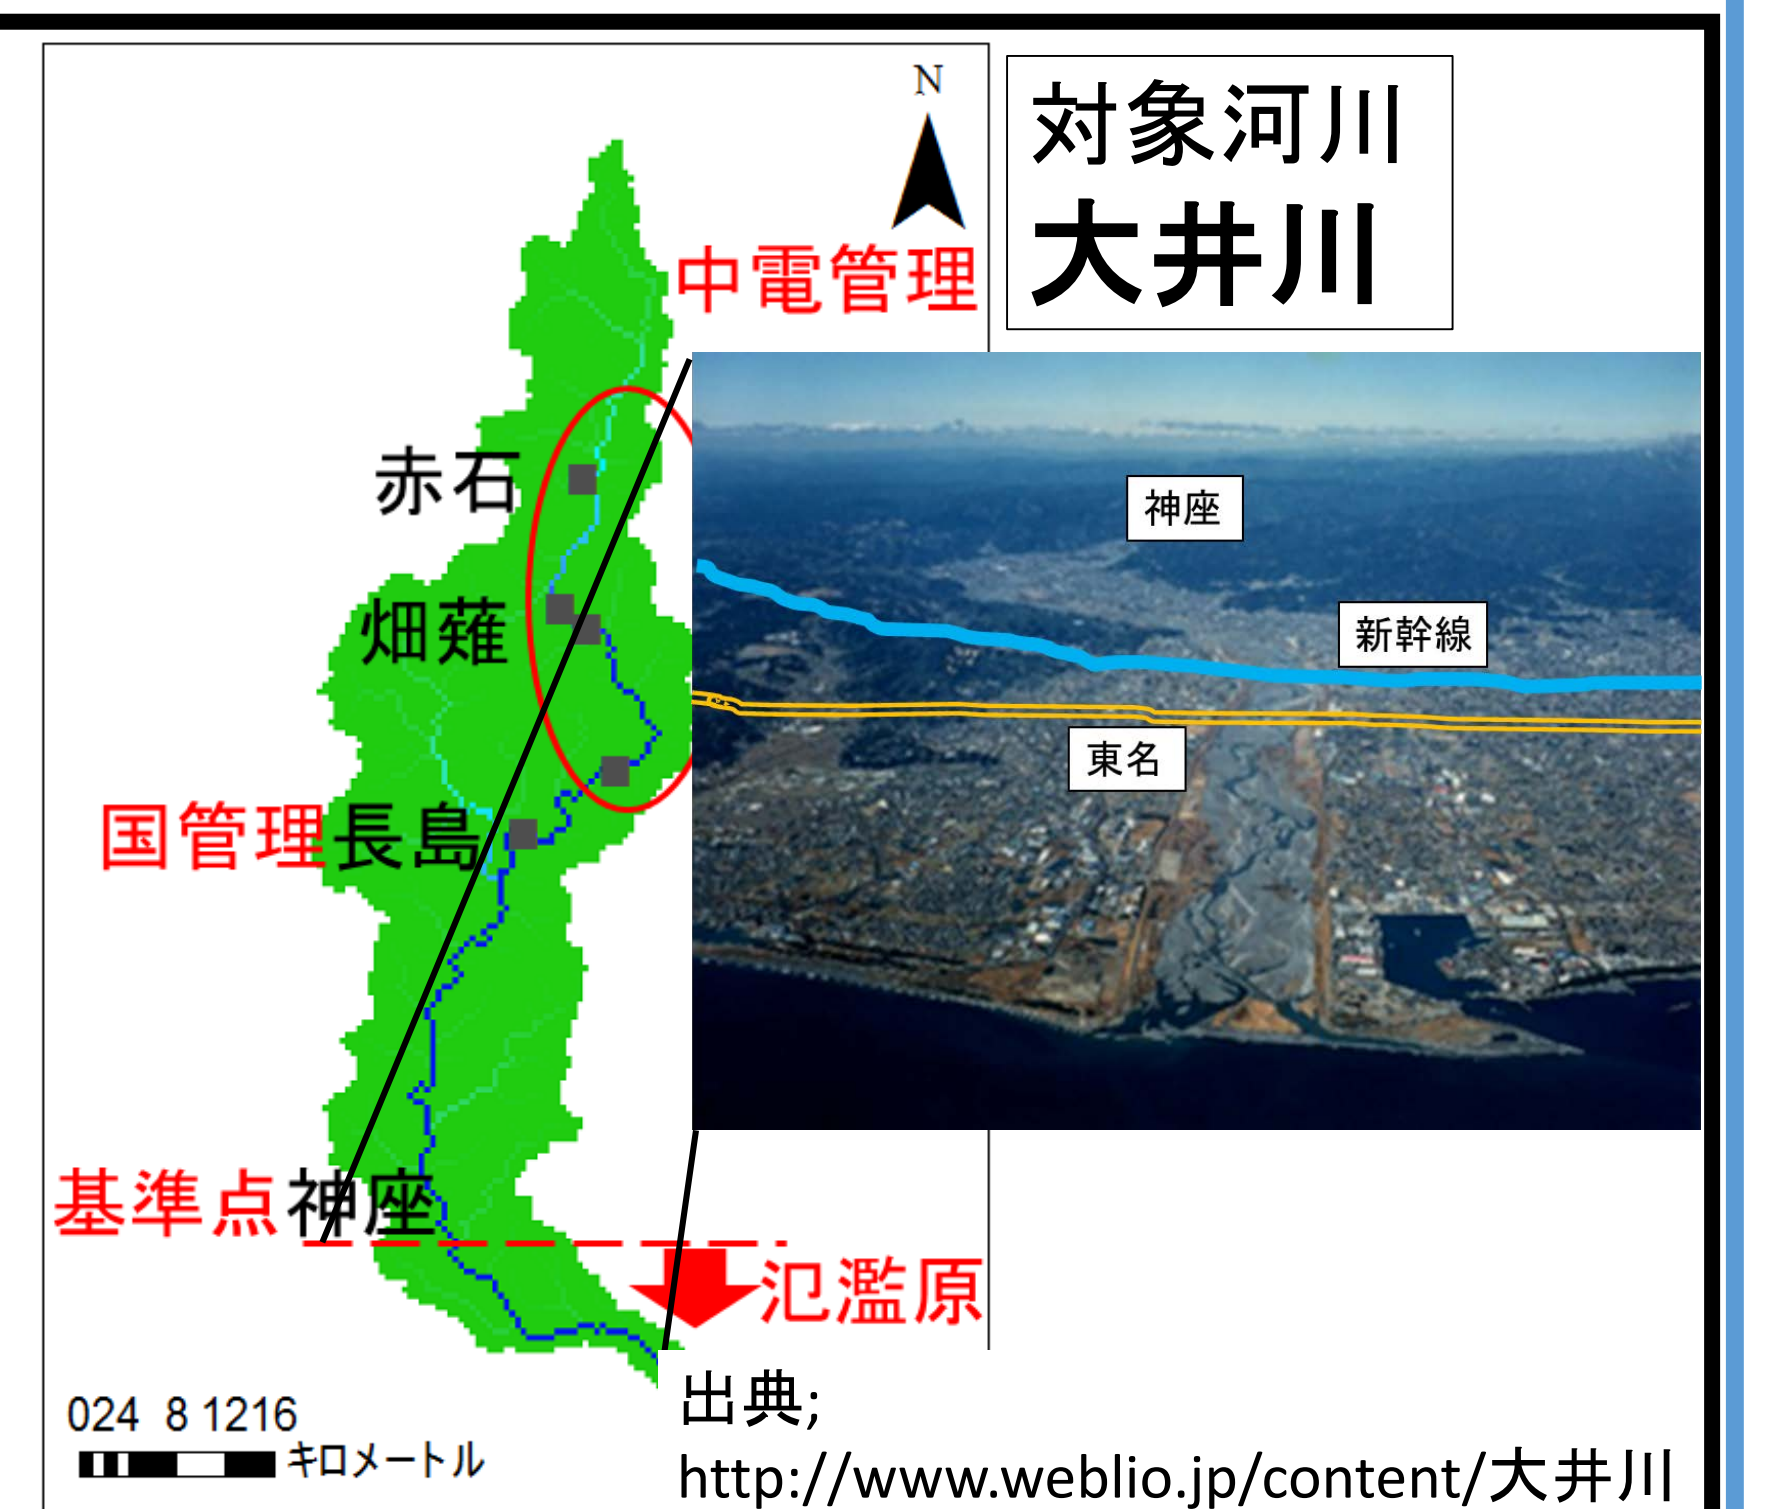 N
対象河川
大井川
中電管理
赤石
神座
畑薙
新幹線
東名
国管理長島
基準点神座
氾濫原
出典;
024 8 1216
キロメートル
http://www.weblio.jp/content/大井川